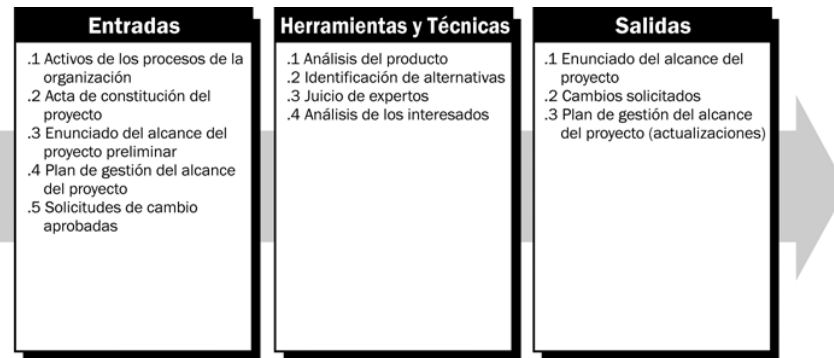 Entradas
.1 Activos de los procesos de la
organización
.2 Acta de constitución del
proyecto
.3 Enunciado del alcance del
proyecto preliminar
.4 Plan de gestión del alcance
del proyecto
.5 Solicitudes de cambio
aprobadas
Herramientas y Técnicas
.1 Análisis del producto
.2 Identificación de alternativas
.3 Juicio de expertos
.4 Análisis de los interesados
Salidas
.1 Enunciado del alcance del
proyecto
.2 Cambios solicitados
.3 Plan de gestión del alcance
del proyecto (actualizaciones)